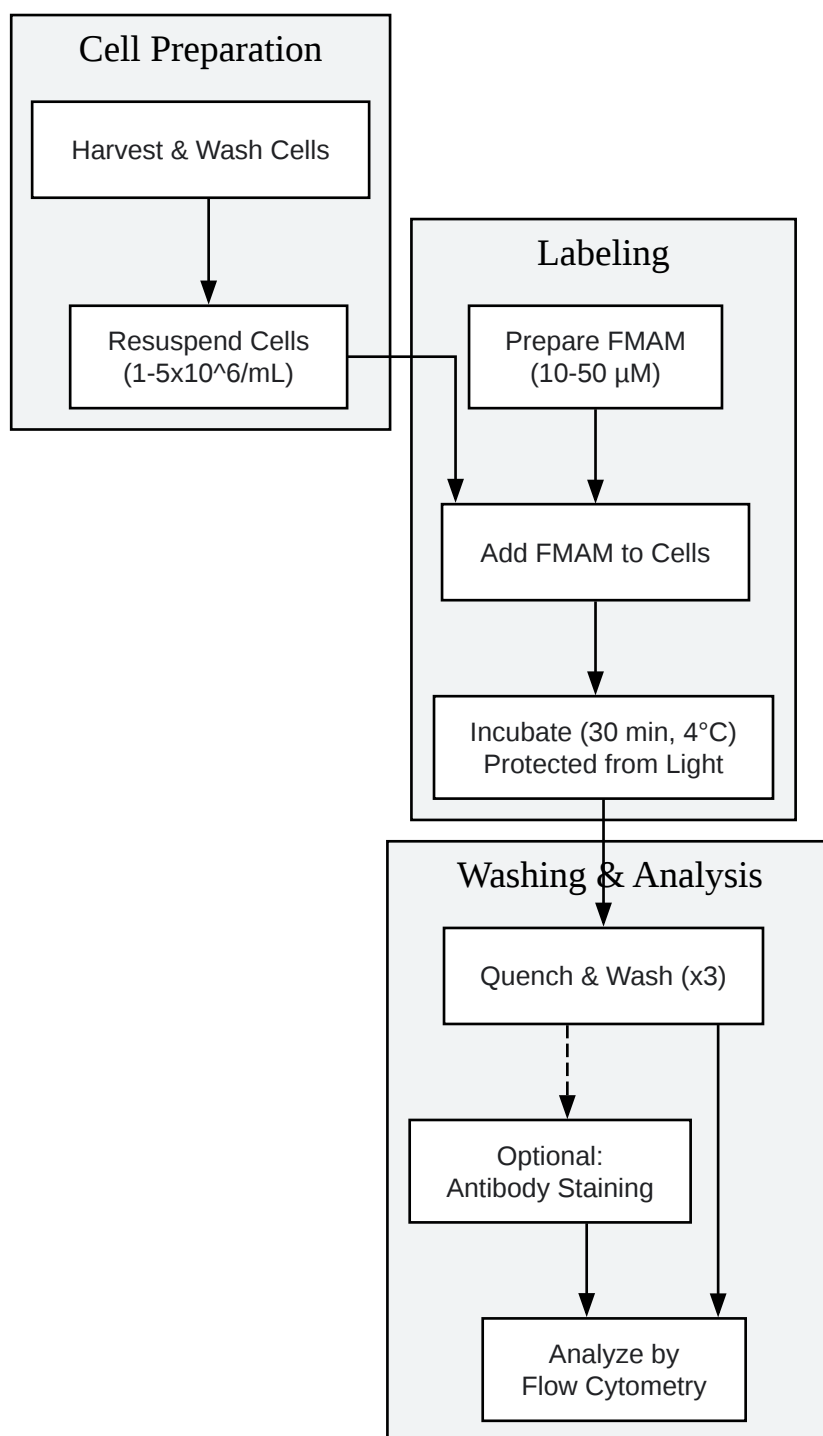 Cell Preparation
Harvest & Wash Cells
Resuspend Cells
(1-5x10^6/mL)
Labeling
Prepare FMAM
(10-50 µM)
Add FMAM to Cells
Incubate (30 min, 4°C)
Protected from Light
Washing & Analysis
Quench & Wash (x3)
Optional:
Antibody Staining
Analyze by
Flow Cytometry